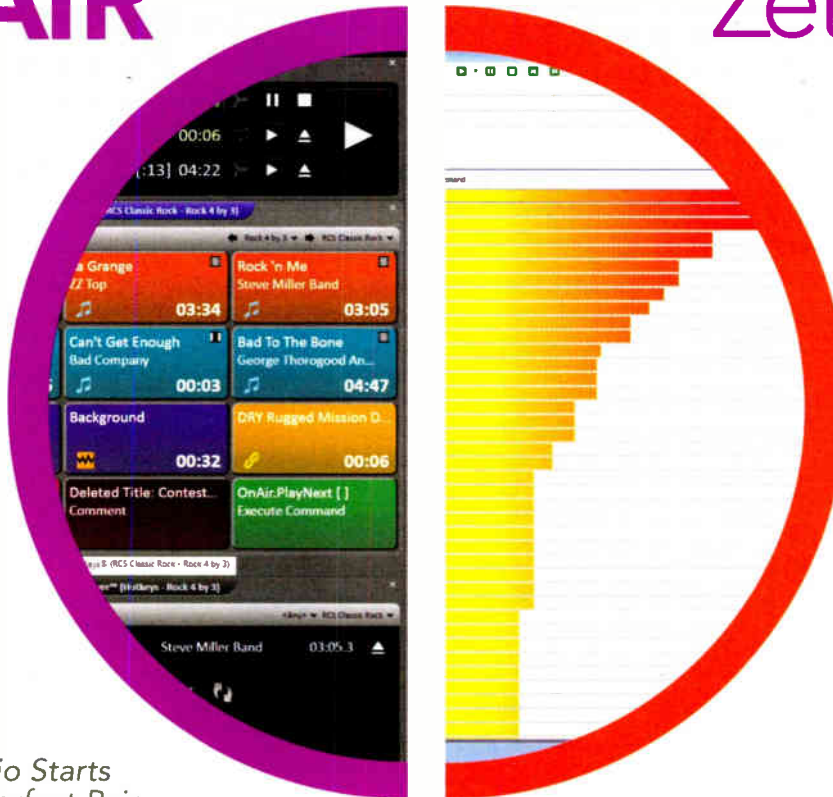 AIR
Zet
00:06
[:13] 04:22
RCS Classic Rock - Rock 4 by 3]
Rock 4 by 3 RCS Classic Rock
a Grange
ZZ Top
03:34
Rock 'n Me
Steve Miller Band
03:05
Can't Get Enough
Bad Company
00:03
Bad To The Bone
George Thorogood An...
04:47
Background
00:32
DRY Rugged Mission D...
00:06
Deleted Title: Contest...
Comment
OnAir.PlayNext [ ]
Execute Command
8: (RCS Classic Rock - Rock 4 by 3)
[Hotkeys - Rock 4 by 3]
<Any> RCS Classic Rock
Steve Miller Band 03:05.3
mmand
io Starts